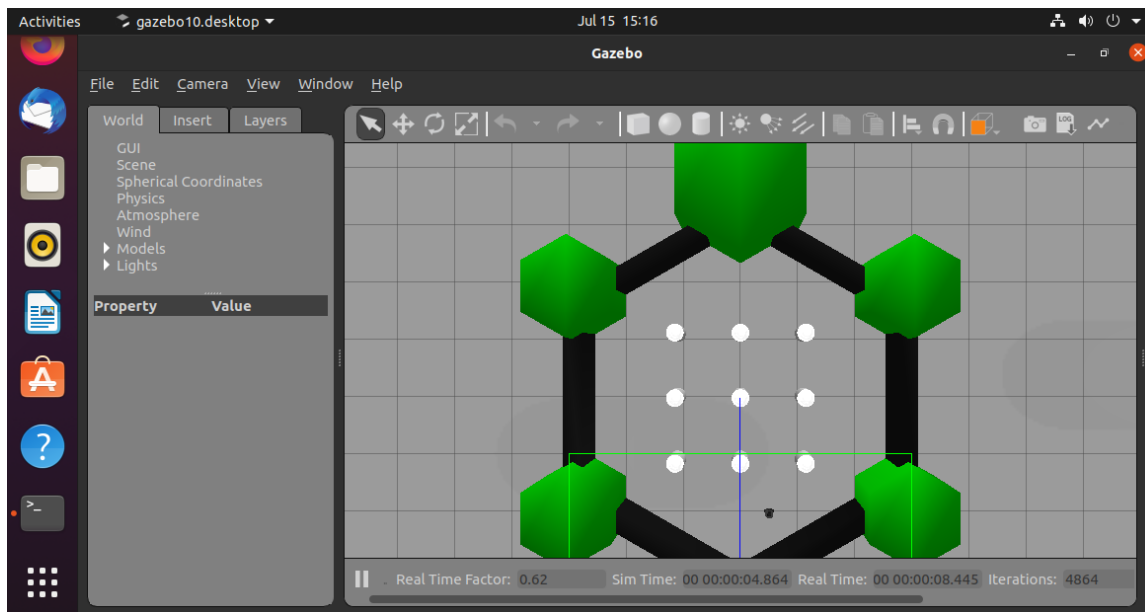 Activities gazebo10.desktop Jul 15 15:16
Gazebo
File Edit Camera View Window Help
World Insert Layers
GUI
Scene
Spherical Coordinates
Physics
Atmosphere
Wind
Models
Lights
Property Value
LOG
Real Time Factor: 0.62 Sim Time: 00 00:00:04.864 Real Time: 00 00:00:08.445 Iterations: 4864